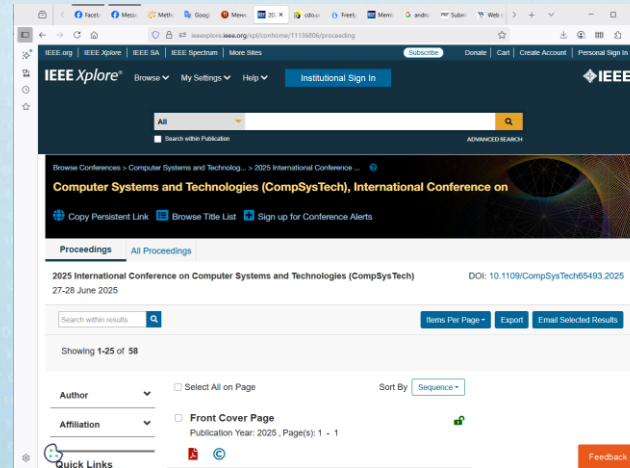 Faceb
Messe
Meth
Goog
Mene
202
cdo.u
Freely
Memb
andro
Subm
Web
ieeexplore.ieee.org/xpl/conhome/11136806/proceeding
IEEE.org | IEEE Xplore | IEEE SA | IEEE Spectrum | More Sites Subscribe Donate | Cart | Create Account | Personal Sign In
IEEE Xplore® Browse My Settings Help Institutional Sign In IEEE
All
Search within Publication ADVANCED SEARCH
Browse Conferences > Computer Systems and Technolog... > 2025 International Conference ...
Computer Systems and Technologies (CompSysTech), International Conference on
Copy Persistent Link Browse Title List Sign up for Conference Alerts
Proceedings All Proceedings
2025 International Conference on Computer Systems and Technologies (CompSysTech) DOI: 10.1109/CompSysTech65493.2025
27-28 June 2025
Search within results Items Per Page Export Email Selected Results
Showing 1-25 of 58
Author Select All on Page Sort By Sequence
Affiliation Front Cover Page
Publication Year: 2025 , Page(s): 1 - 1
Quick Links Feedback